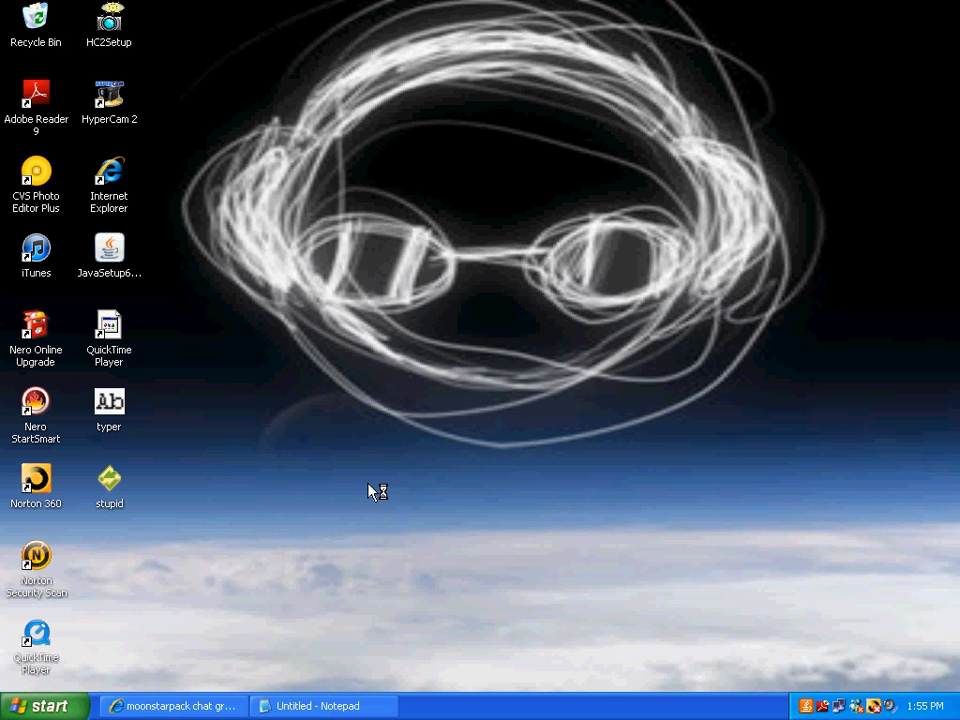 Recycle Bin
HC2Setup
Adobe Reader
9
HyperCam 2
CVS Photo
Editor Plus
Internet
Explorer
iTunes
JavaSetup6...
Nero Online
Upgrade
QuickTime
Player
Ab
Nero
StartSmart
typer
Norton 360
stupid
Norton
Security Scan
QuickTime
Player
start
moonstarpack chat gr...
Untitled - Notepad
1:55 PM